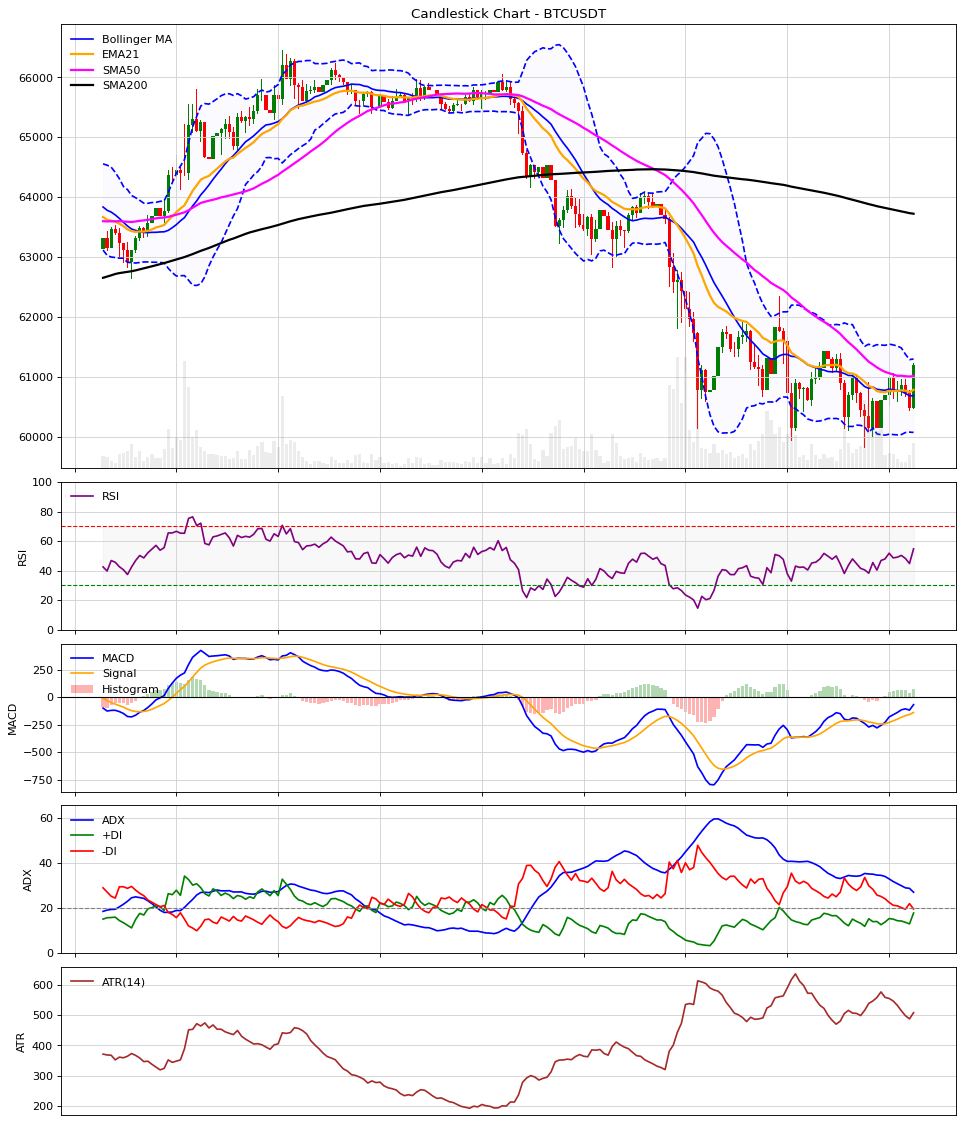 Candlestick Chart - BTCUSDT
Bollinger MA
EMA21
SMA50
SMA200
66000
65000
64000
63000
62000
61000
60000
RSI
RSI
100
80
60
40
20
0
MACD
MACD
Signal
Histogram
250
0
−250
−500
−750
ADX
ADX
+DI
-DI
60
40
20
0
ATR
ATR(14)
600
500
400
300
200